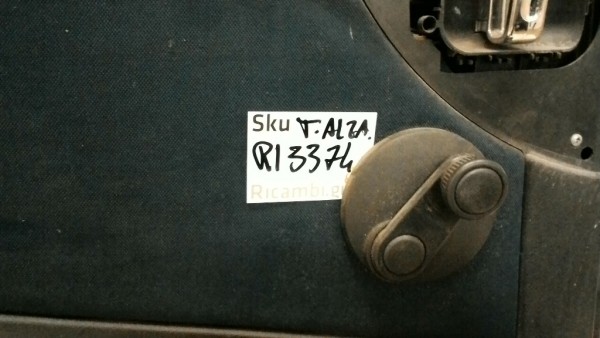 Sku T. ALZA.
RI3374
Ricambi.g